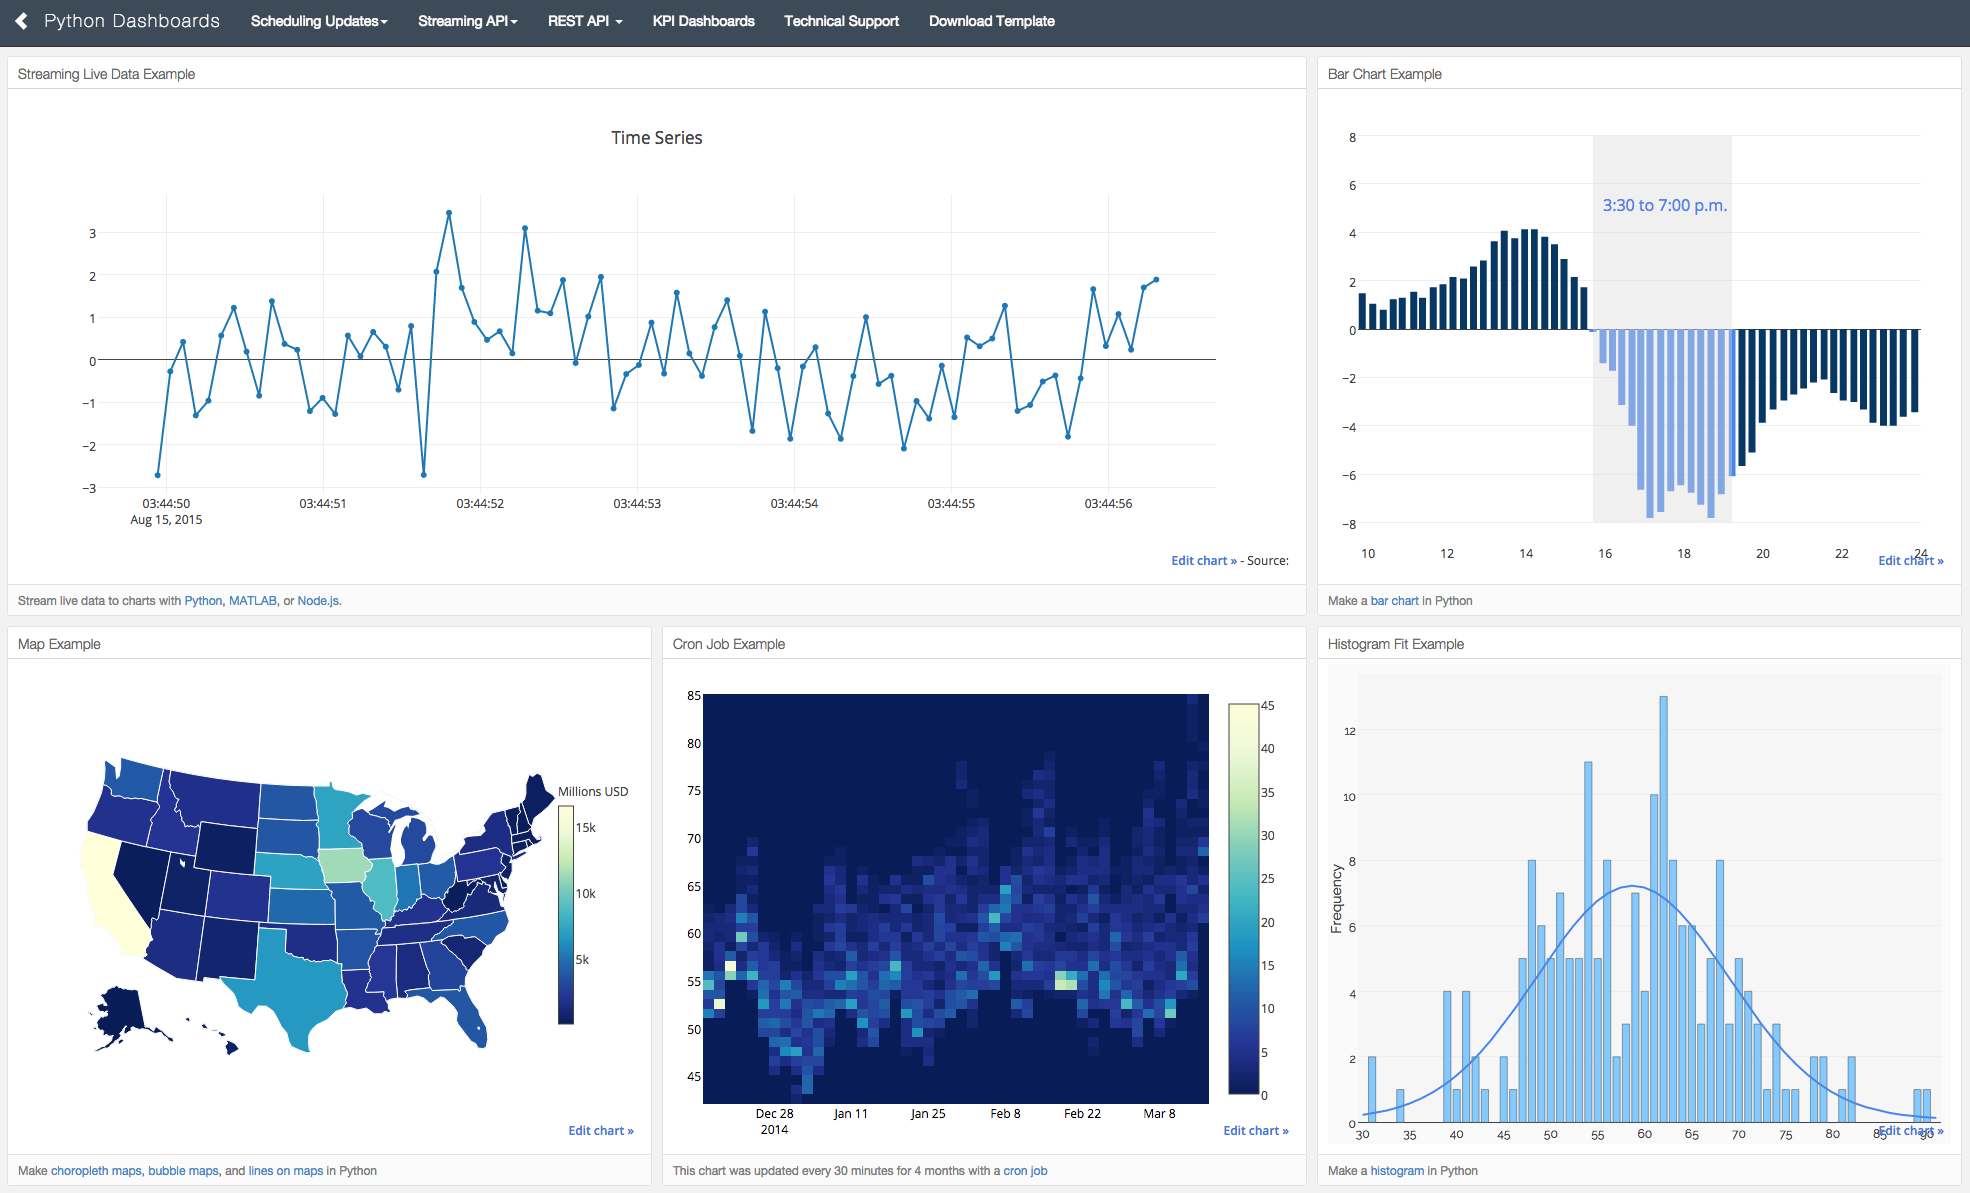 Python Dashboards Scheduling Updates Streaming API REST API KPI Dashboards Technical Support Download Template
Streaming Live Data Example
Time Series
3
2
1
0
−1
−2
−3
03:44:50 03:44:51 03:44:52 03:44:53 03:44:54 03:44:55 03:44:56
Aug 15, 2015
Edit chart » - Source:
Stream live data to charts with Python, MATLAB, or Node.js.
Bar Chart Example
8
6
3:30 to 7:00 p.m.
4
2
0
−2
−4
−6
−8
10 12 14 16 18 20 22 24
Edit chart »
Make a bar chart in Python
Map Example
Millions USD
15k
10k
5k
Edit chart »
Make choropleth maps, bubble maps, and lines on maps in Python
Cron Job Example
85
80
75
70
65
60
55
50
45
45
40
35
30
25
20
15
10
5
0
Dec 28 Jan 11 Jan 25 Feb 8 Feb 22 Mar 8
2014
Edit chart »
This chart was updated every 30 minutes for 4 months with a cron job
Histogram Fit Example
Frequency
12
10
8
6
4
2
0
30 35 40 45 50 55 60 65 70 75 80 85 90
Edit chart »
Make a histogram in Python